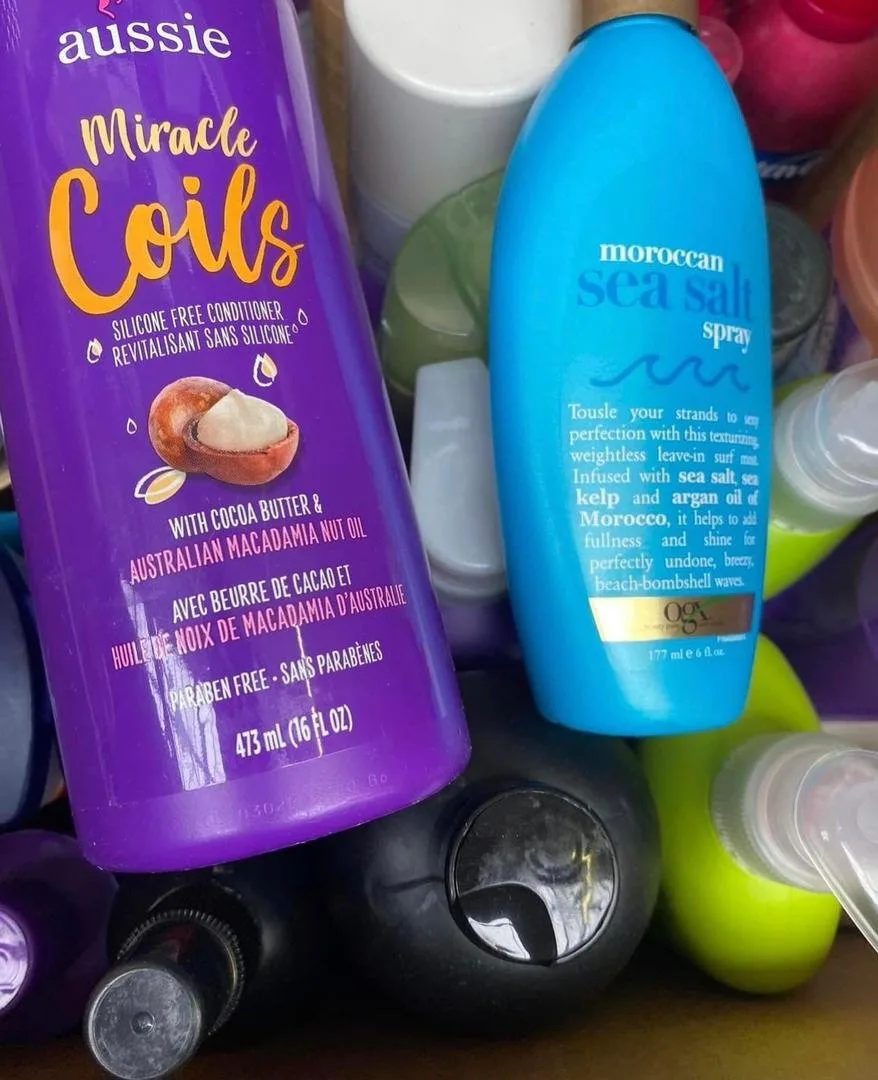 aussie
Miracle
Coils
SILICONE FREE CONDITIONER
REVITALISANT SANS SILICONE
WITH COCOA BUTTER &
AUSTRALIAN MACADAMIA NUT OIL
AVEC BEURRE DE CACAO ET
HUILE DE NOIX DE MACADAMIA D'AUSTRALIE
PARABEN FREE • SANS PARABÈNES
473 mL (16 FL OZ)
moroccan
sea salt
spray
Tousle your strands to sexy
perfection with this texturizing,
weightless leave-in surf mist.
Infused with sea salt, sea
kelp and argan oil of
Morocco, it helps to add
fullness and shine for
perfectly undone, breezy,
beach-bombshell waves.
ogx
177 ml e 6 fl. oz.